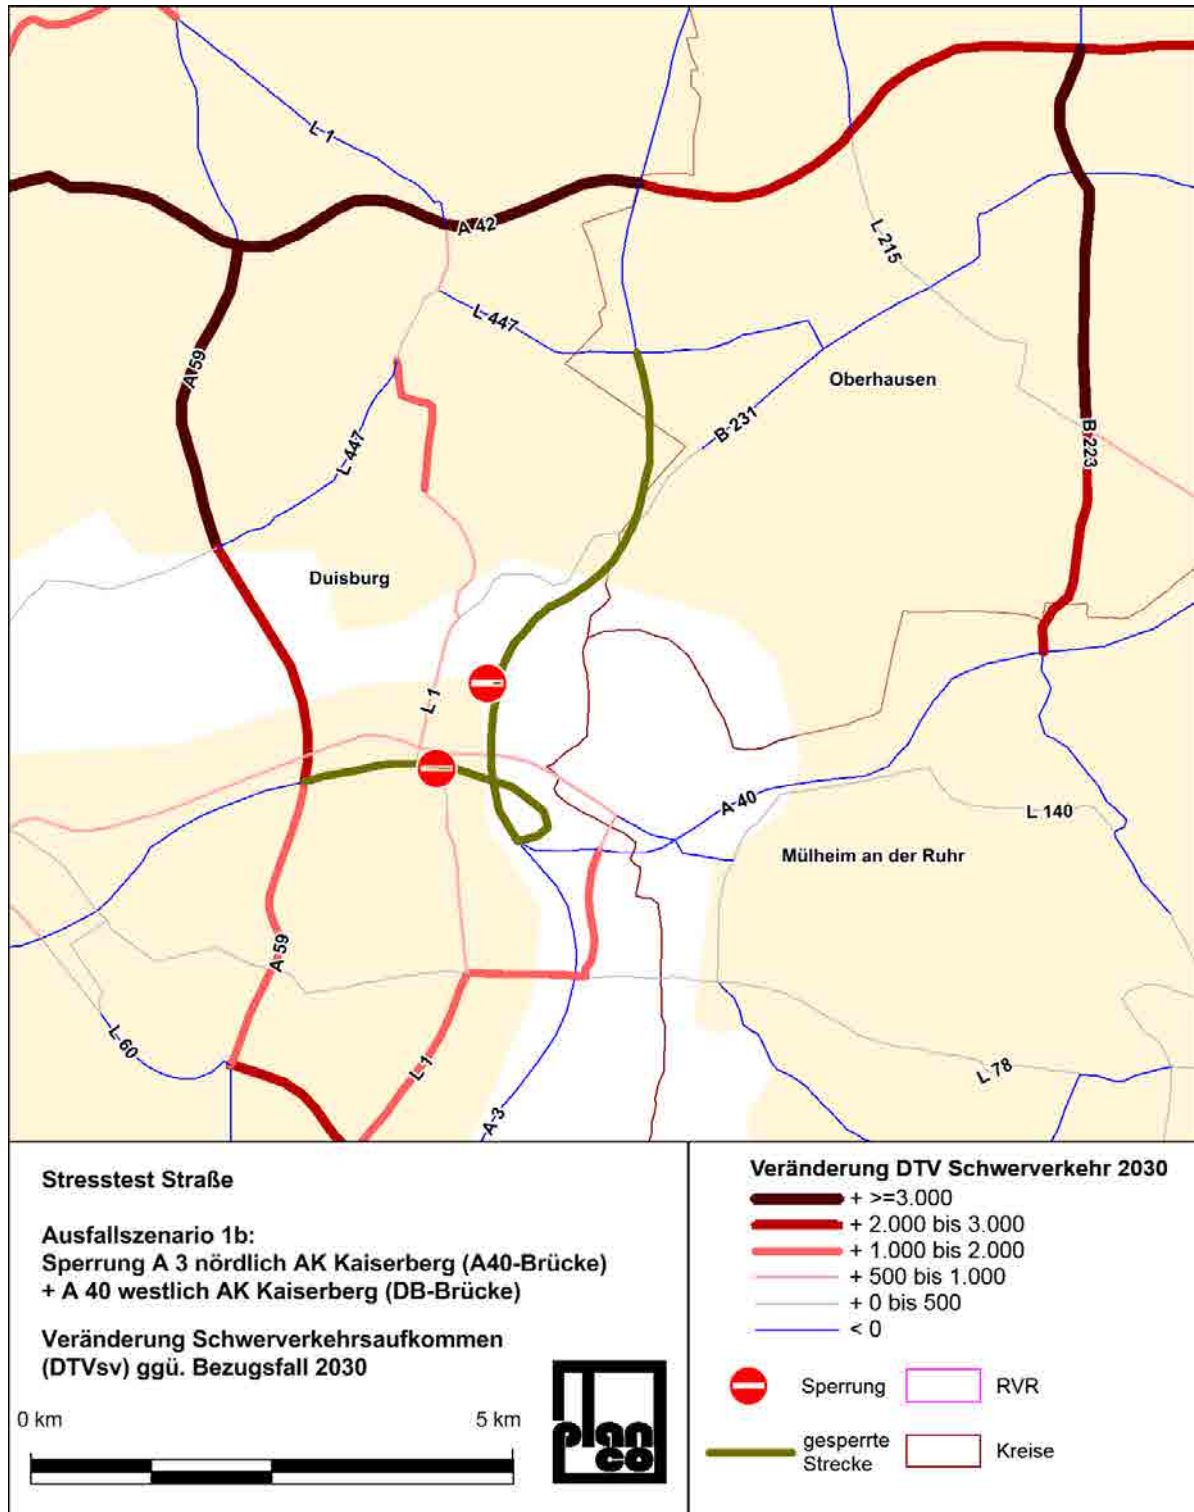 L 1
A 42
L 215
L 447
A 59
Oberhausen
B 231
L 447
B 223
Duisburg
L 1
A 40
L 140
Mülheim an der Ruhr
A 59
L 60
L 1
L 78
A 3
Stresstest Straße
Ausfallszenario 1b:
Sperrung A 3 nördlich AK Kaiserberg (A40-Brücke)
+ A 40 westlich AK Kaiserberg (DB-Brücke)
Veränderung Schwerverkehrsaufkommen
(DTVsv) ggü. Bezugsfall 2030
0 km 5 km
plan
co
Veränderung DTV Schwerverkehr 2030
+ >=3.000
+ 2.000 bis 3.000
+ 1.000 bis 2.000
+ 500 bis 1.000
+ 0 bis 500
< 0
Sperrung RVR
gesperrte
Strecke Kreise